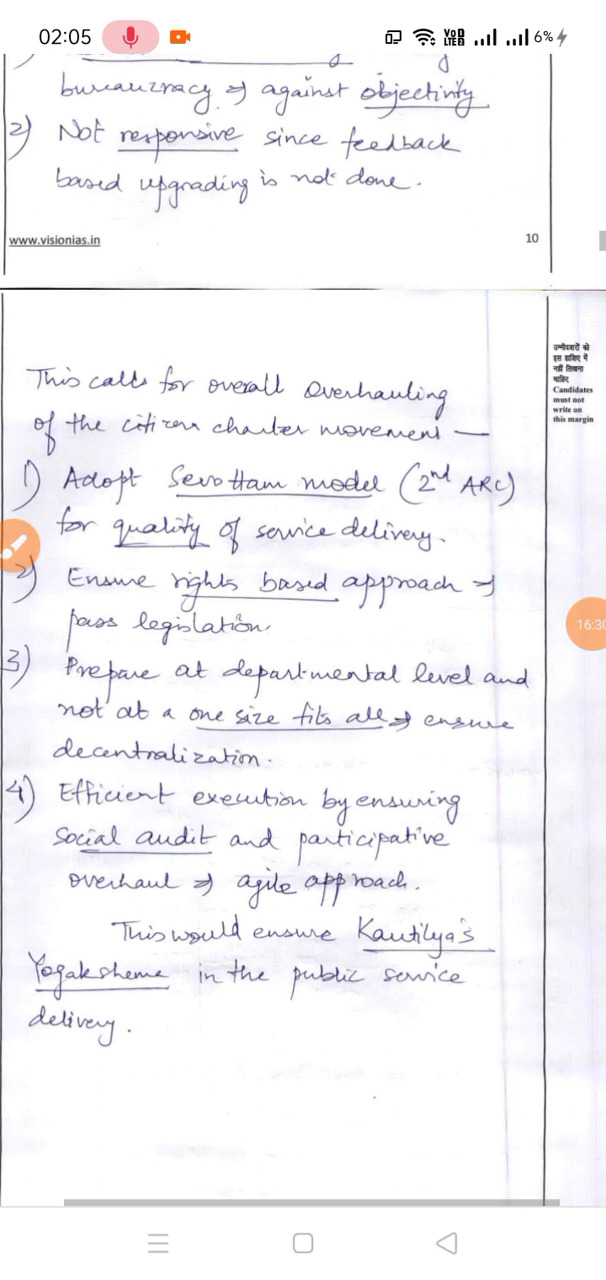 02:05
VoD
LTE2
6%
bureaucracy ⇒ against objectivity
2) Not responsive since feedback
based upgrading is not done.
www.visionias.in
10
उम्मीदवारों को
इस हाशिए में
नहीं लिखना
चाहिए
Candidates
must not
write on
this margin
This calls for overall overhauling
of the citizen charter movement —
1) Adopt Sevottam model (2nd ARC)
for quality of service delivery.
2) Ensure rights based approach ⇒
pass legislation.
3) Prepare at departmental level and
not at a one size fits all ⇒ ensure
decentralization.
16:30
4) Efficient execution by ensuring
social audit and participative
overhaul ⇒ agile approach.
This would ensure Kautilya's
Yogaksheme in the public service
delivery.